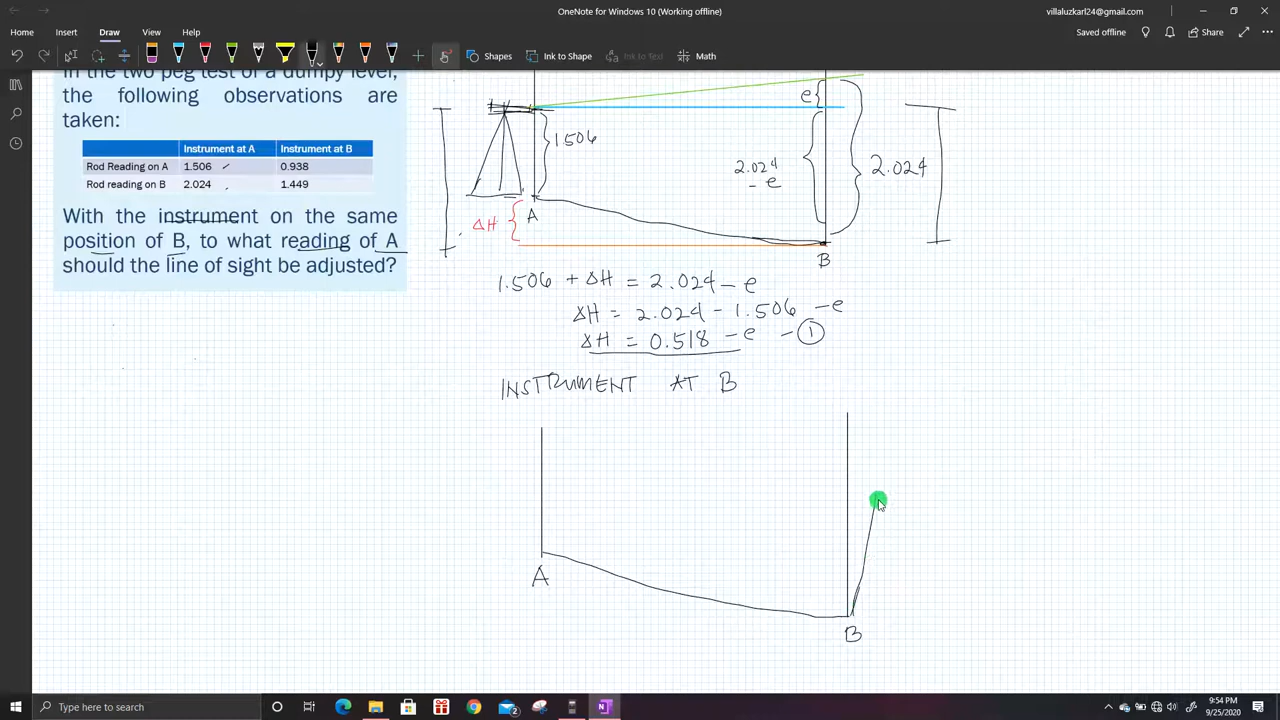 OneNote for Windows 10 (Working offline)
villaluzkarl24@gmail.com
Home Insert Draw View Help
Saved offline Share
Shapes Ink to Shape Ink to Text Math
In the two peg test of a dumpy level,
the following observations are
taken:
Instrument at A Instrument at B
Rod Reading on A 1.506 0.938
Rod reading on B 2.024 1.449
With the instrument on the same
position of B, to what reading of A
should the line of sight be adjusted?
e
1.506
2.024
- e
2.024
ΔH
A
B
1.506 + ΔH = 2.024 - e
ΔH = 2.024 - 1.506 - e
ΔH = 0.518 - e - 1
INSTRUMENT AT B
A
B
Type here to search
2
9:54 PM
9/25/2020